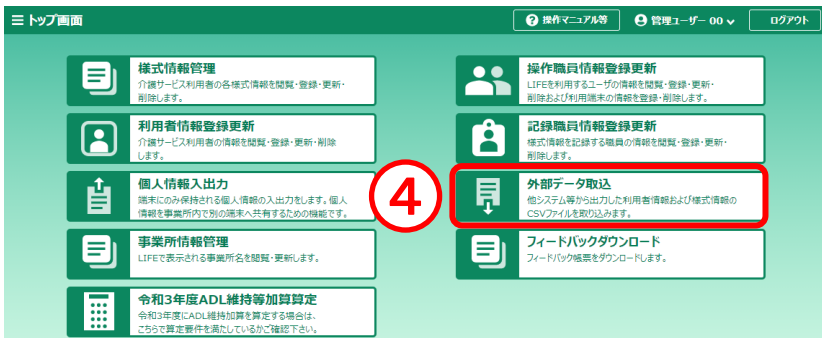 ☰ トップ画面
? 操作マニュアル等
管理ユーザー 00
ログアウト
様式情報管理
介護サービス利用者の各様式情報を閲覧・登録・更新・
削除します。
操作職員情報登録更新
LIFEを利用するユーザの情報を閲覧・登録・更新・
削除および利用端末の情報を登録・削除します。
利用者情報登録更新
介護サービス利用者の情報を閲覧・登録・更新・削除
します。
記録職員情報登録更新
様式情報を記録する職員の情報を閲覧・登録・更新・
削除します。
個人情報入出力
端末にのみ保持される個人情報の入出力をします。個人
情報を事業所内で別の端末へ共有するための機能です。
④
外部データ取込
他システム等から出力した利用者情報および様式情報の
CSVファイルを取り込みます。
事業所情報管理
LIFEで表示される事業所名を閲覧・更新します。
フィードバックダウンロード
フィードバック帳票をダウンロードします。
令和3年度ADL維持等加算算定
令和3年度にADL維持加算を算定する場合は、
こちらで算定要件を満たしているかご確認下さい。